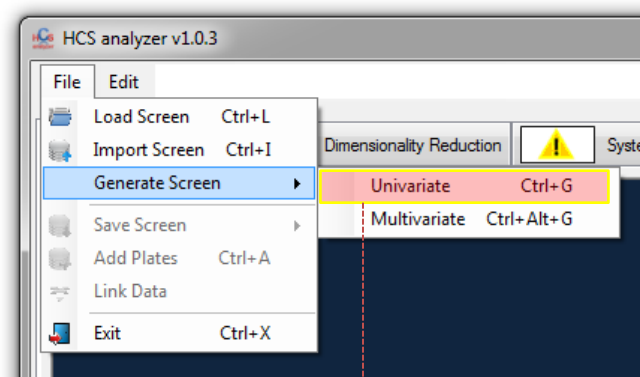 HCS analyzer v1.0.3
File Edit
Load Screen Ctrl+L
Import Screen Ctrl+I
Dimensionality Reduction
Generate Screen
Univariate Ctrl+G
Multivariate Ctrl+Alt+G
Save Screen
Add Plates Ctrl+A
Link Data
Exit Ctrl+X